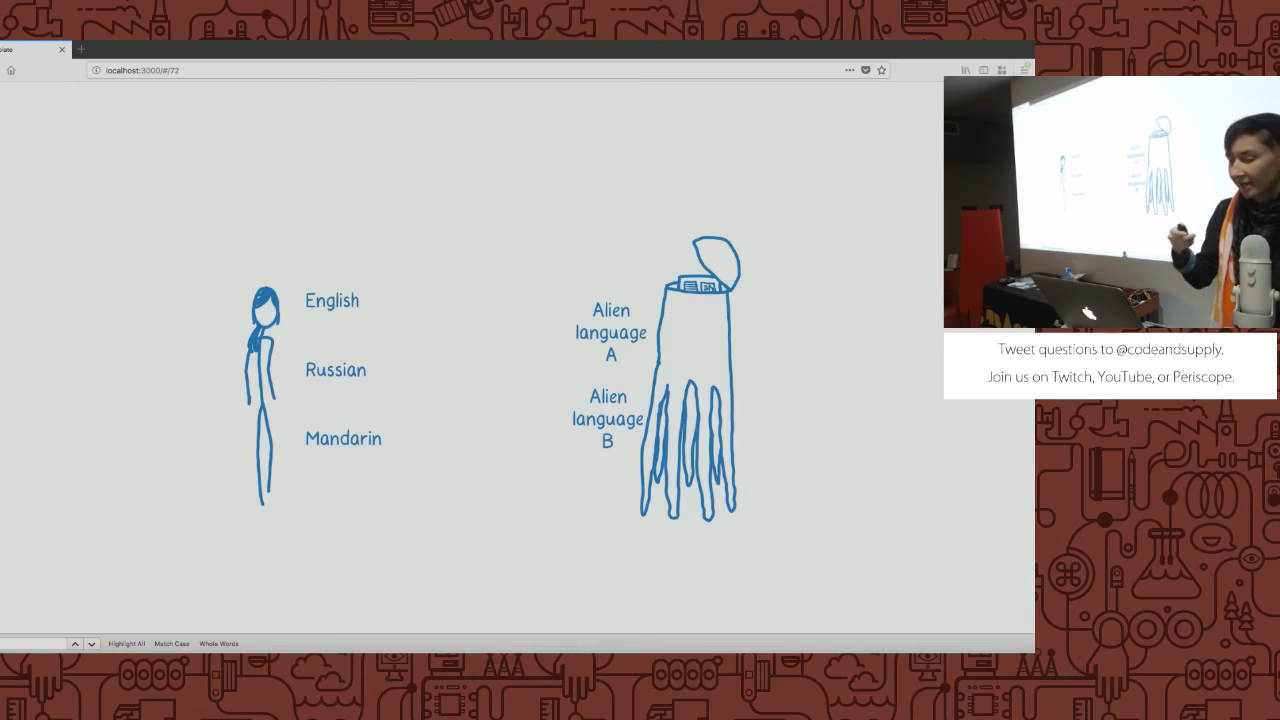 plate
localhost:3000/#/72
English
Russian
Mandarin
Alien
language
A
Alien
language
B
Tweet questions to @codeandsupply.
Join us on Twitch, YouTube, or Periscope.
Highlight All Match Case Whole Words